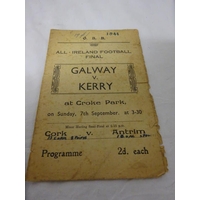 1941
G. A. A.
ALL-IRELAND FOOTBALL
FINAL
GALWAY
v.
KERRY
at Croke Park,
on Sunday, 7th September, at 3-30
Cork v. Antrim
Programme 2d. each